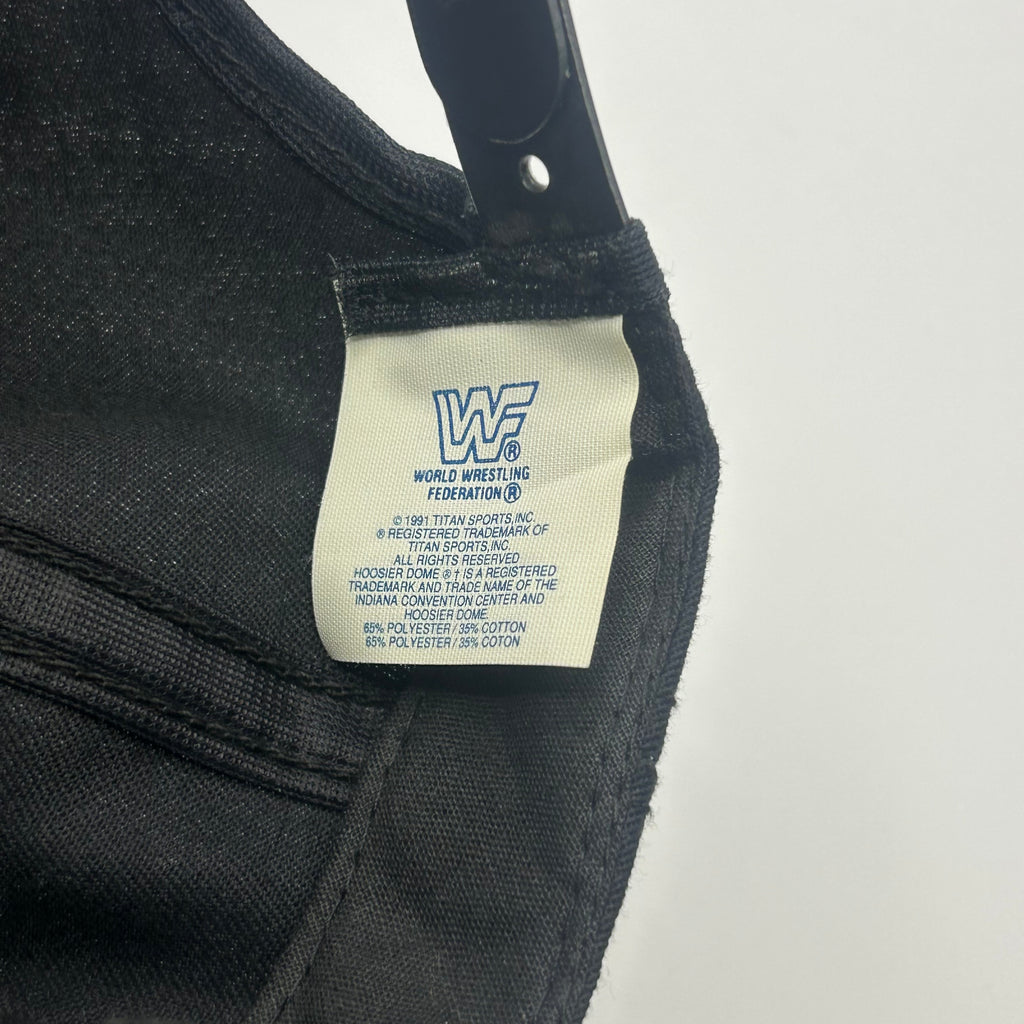 WF®
WORLD WRESTLING
FEDERATION®
© 1991 TITAN SPORTS, INC.
® REGISTERED TRADEMARK OF
TITAN SPORTS, INC.
ALL RIGHTS RESERVED
HOOSIER DOME ® † IS A REGISTERED
TRADEMARK AND TRADE NAME OF THE
INDIANA CONVENTION CENTER AND
HOOSIER DOME.
65% POLYESTER / 35% COTTON
65% POLYESTER / 35% COTON